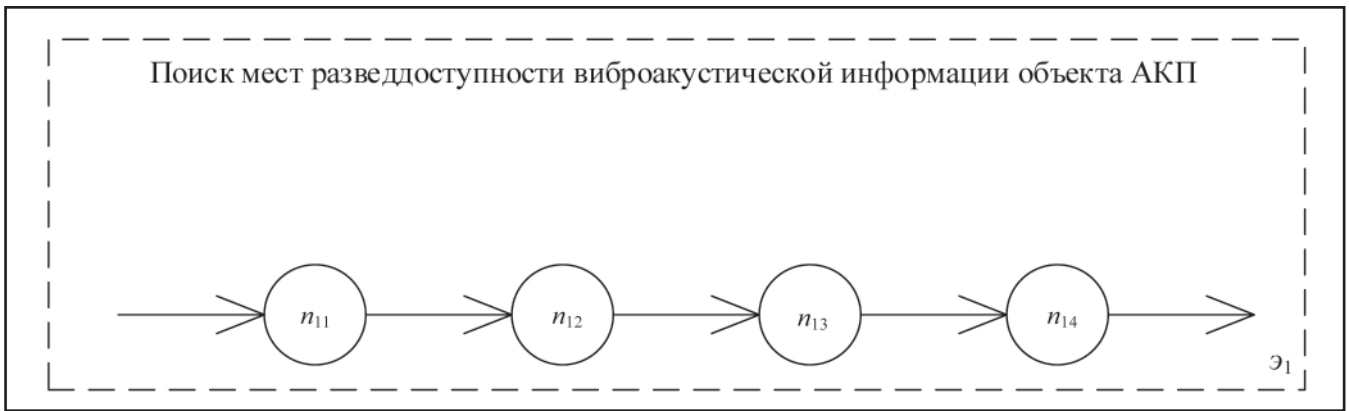 Поиск мест разведдоступности виброакустической информации объекта АКП
n11 n12 n13 n14
Э1